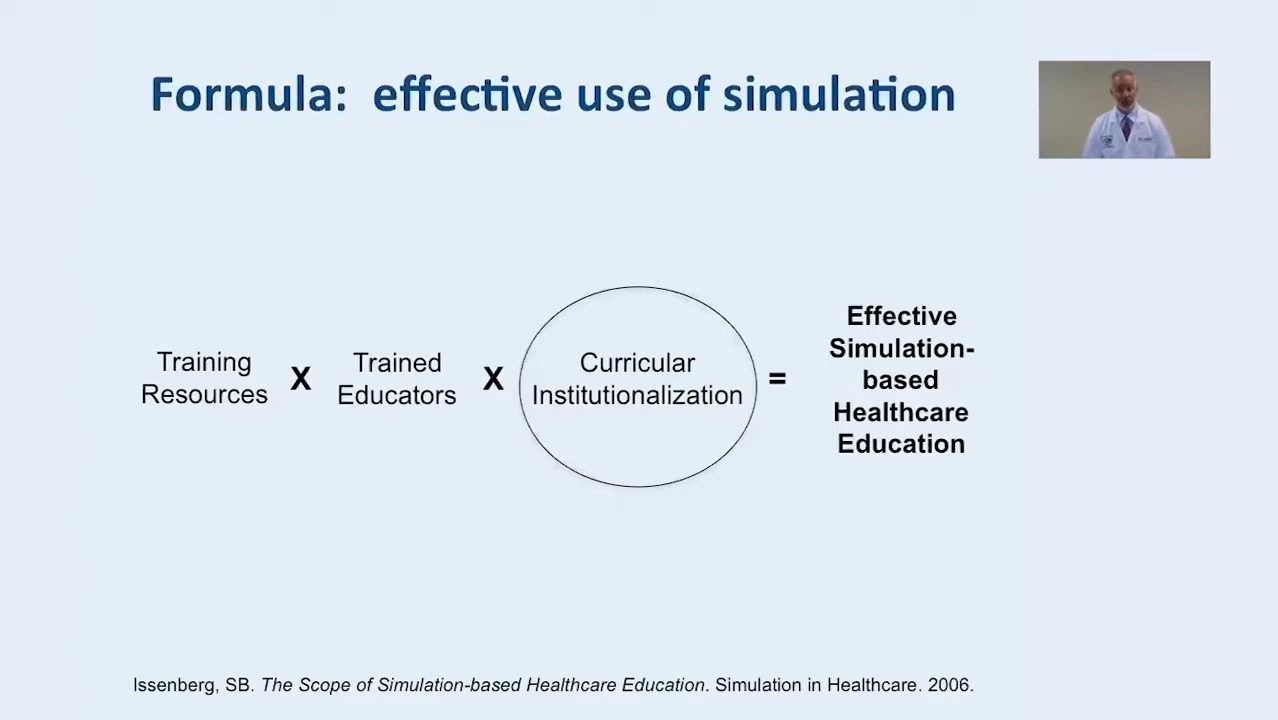 Formula: effective use of simulation
Training
Resources
X
Trained
Educators
X
Curricular
Institutionalization
=
Effective
Simulation-
based
Healthcare
Education
Issenberg, SB. The Scope of Simulation-based Healthcare Education. Simulation in Healthcare. 2006.